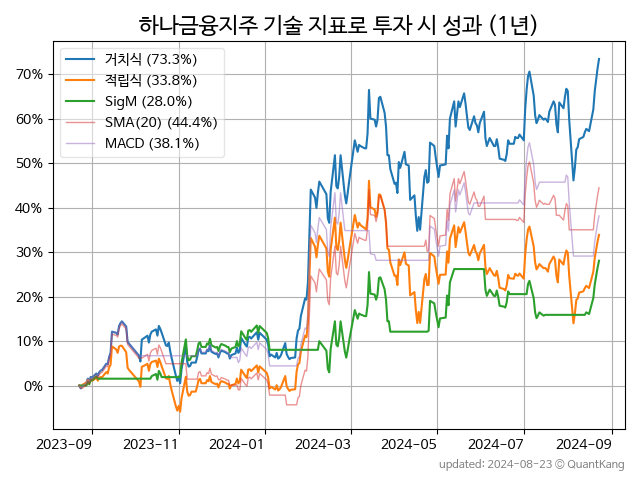 하나금융지주 기술 지표로 투자 시 성과 (1년)
거치식 (73.3%)
적립식 (33.8%)
SigM (28.0%)
SMA(20) (44.4%)
MACD (38.1%)
70%
60%
50%
40%
30%
20%
10%
0%
2023-09 2023-11 2024-01 2024-03 2024-05 2024-07 2024-09
updated: 2024-08-23 © QuantKang